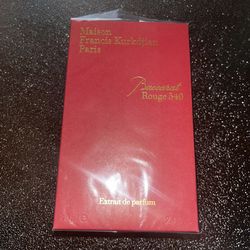 Maison
Francis Kurkdjian
Paris
Baccarat
Rouge 540
Extrait de parfum